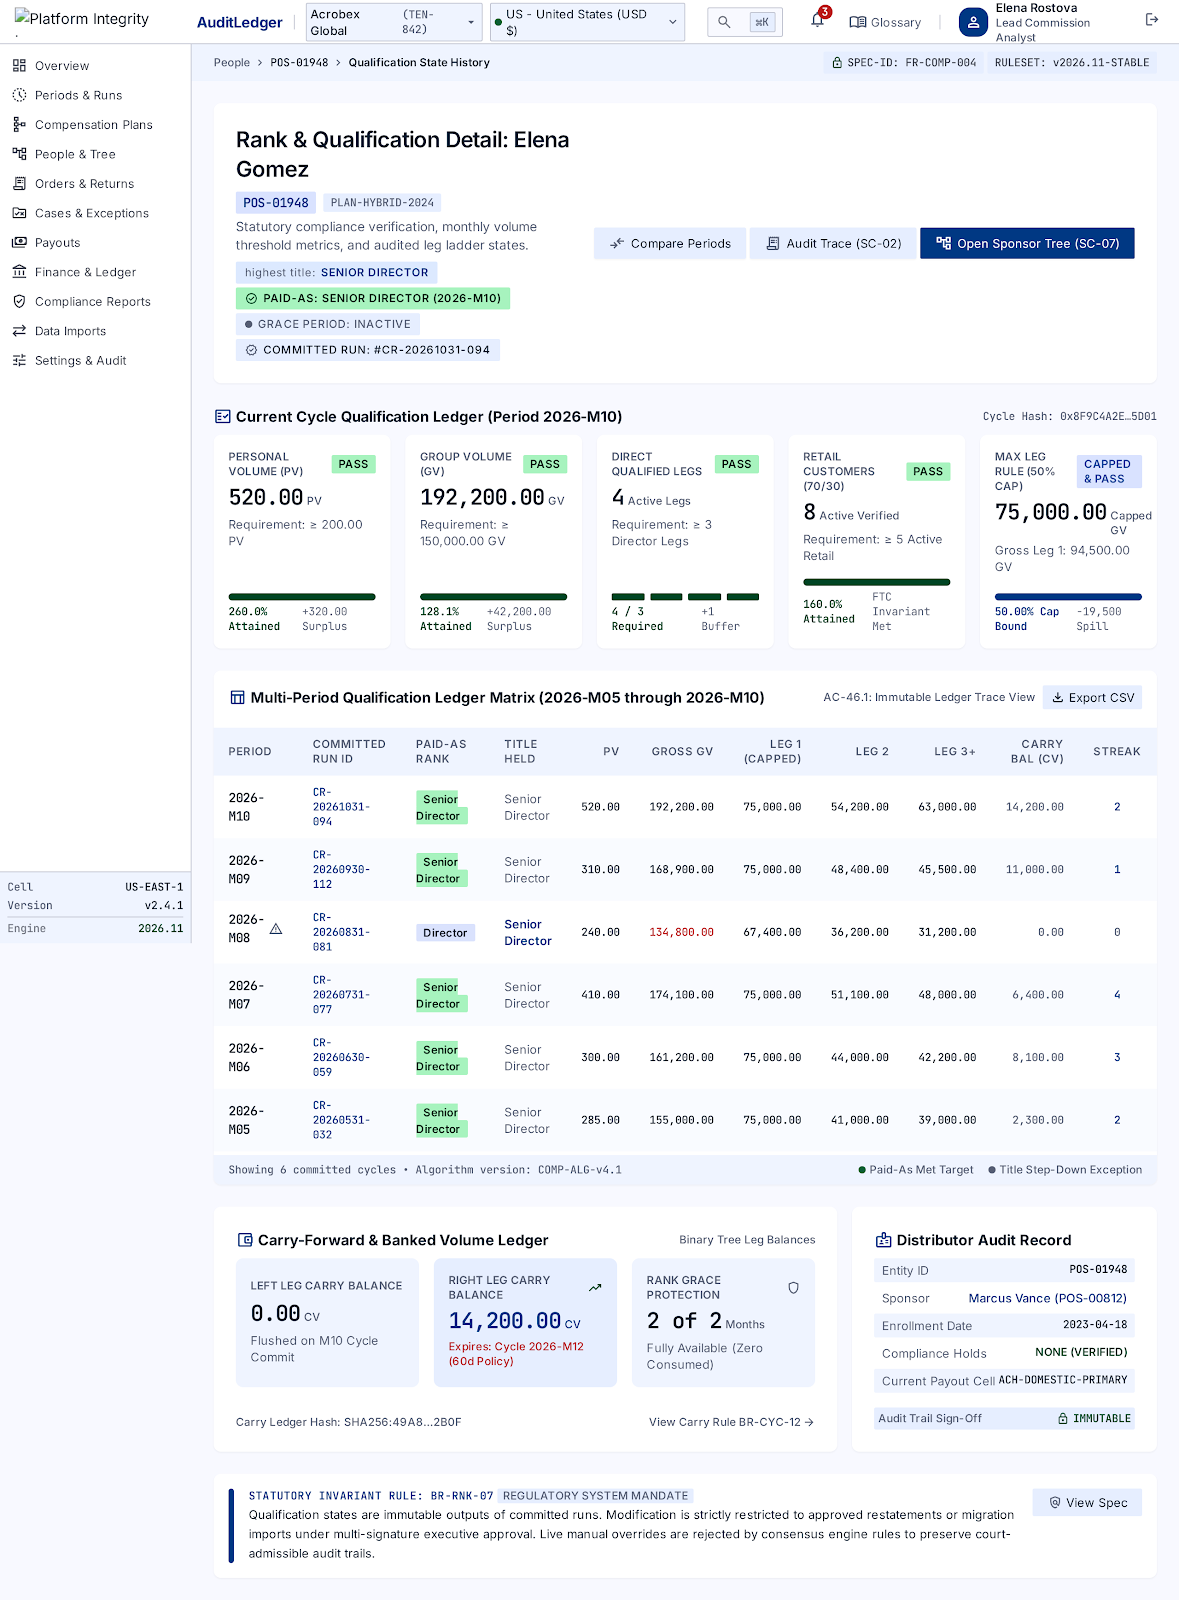 Platform Integrity
AuditLedger
Acrobex Global
(TEN-842)
US - United States (USD $)
⌘K
3
Glossary
Elena Rostova
Lead Commission Analyst
Overview
Periods & Runs
Compensation Plans
People & Tree
Orders & Returns
Cases & Exceptions
Payouts
Finance & Ledger
Compliance Reports
Data Imports
Settings & Audit
Cell US-EAST-1
Version v2.4.1
Engine 2026.11
People > POS-01948 > Qualification State History
SPEC-ID: FR-COMP-004
RULESET: v2026.11-STABLE
Rank & Qualification Detail: Elena
Gomez
POS-01948 PLAN-HYBRID-2024
Statutory compliance verification, monthly volume
threshold metrics, and audited leg ladder states.
highest title: SENIOR DIRECTOR
PAID-AS: SENIOR DIRECTOR (2026-M10)
GRACE PERIOD: INACTIVE
COMMITTED RUN: #CR-20261031-094
Compare Periods
Audit Trace (SC-02)
Open Sponsor Tree (SC-07)
Current Cycle Qualification Ledger (Period 2026-M10)
Cycle Hash: 0x8F9C4A2E…5D01
PERSONAL
VOLUME (PV)
PASS
520.00 PV
Requirement: ≥ 200.00
PV
260.0%
Attained
+320.00
Surplus
GROUP VOLUME
(GV)
PASS
192,200.00 GV
Requirement: ≥
150,000.00 GV
128.1%
Attained
+42,200.00
Surplus
DIRECT
QUALIFIED LEGS
PASS
4 Active Legs
Requirement: ≥ 3
Director Legs
4 / 3
Required
+1
Buffer
RETAIL
CUSTOMERS
(70/30)
PASS
8 Active Verified
Requirement: ≥ 5 Active
Retail
160.0%
Attained
FTC
Invariant
Met
MAX LEG
RULE (50%
CAP)
CAPPED
& PASS
75,000.00 Capped
GV
Gross Leg 1: 94,500.00
GV
50.00% Cap
Bound
-19,500
Spill
Multi-Period Qualification Ledger Matrix (2026-M05 through 2026-M10)
AC-46.1: Immutable Ledger Trace View
Export CSV
PERIOD COMMITTED RUN ID PAID-AS RANK TITLE HELD PV GROSS GV LEG 1 (CAPPED) LEG 2 LEG 3+ CARRY BAL (CV) STREAK
2026-M10 CR-20261031-094 Senior Director Senior Director 520.00 192,200.00 75,000.00 54,200.00 63,000.00 14,200.00 2
2026-M09 CR-20260930-112 Senior Director Senior Director 310.00 168,900.00 75,000.00 48,400.00 45,500.00 11,000.00 1
2026-M08 CR-20260831-081 Director Senior Director 240.00 134,800.00 67,400.00 36,200.00 31,200.00 0.00 0
2026-M07 CR-20260731-077 Senior Director Senior Director 410.00 174,100.00 75,000.00 51,100.00 48,000.00 6,400.00 4
2026-M06 CR-20260630-059 Senior Director Senior Director 300.00 161,200.00 75,000.00 44,000.00 42,200.00 8,100.00 3
2026-M05 CR-20260531-032 Senior Director Senior Director 285.00 155,000.00 75,000.00 41,000.00 39,000.00 2,300.00 2
Showing 6 committed cycles • Algorithm version: COMP-ALG-v4.1
Paid-As Met Target
Title Step-Down Exception
Carry-Forward & Banked Volume Ledger
Binary Tree Leg Balances
LEFT LEG CARRY BALANCE
0.00 CV
Flushed on M10 Cycle
Commit
RIGHT LEG CARRY
BALANCE
14,200.00 CV
Expires: Cycle 2026-M12
(60d Policy)
RANK GRACE
PROTECTION
2 of 2 Months
Fully Available (Zero
Consumed)
Carry Ledger Hash: SHA256:49A8...2B0F
View Carry Rule BR-CYC-12 →
Distributor Audit Record
Entity ID POS-01948
Sponsor Marcus Vance (POS-00812)
Enrollment Date 2023-04-18
Compliance Holds NONE (VERIFIED)
Current Payout Cell ACH-DOMESTIC-PRIMARY
Audit Trail Sign-Off IMMUTABLE
STATUTORY INVARIANT RULE: BR-RNK-07 REGULATORY SYSTEM MANDATE
Qualification states are immutable outputs of committed runs. Modification is strictly restricted to approved restatements or migration
imports under multi-signature executive approval. Live manual overrides are rejected by consensus engine rules to preserve court-
admissible audit trails.
View Spec